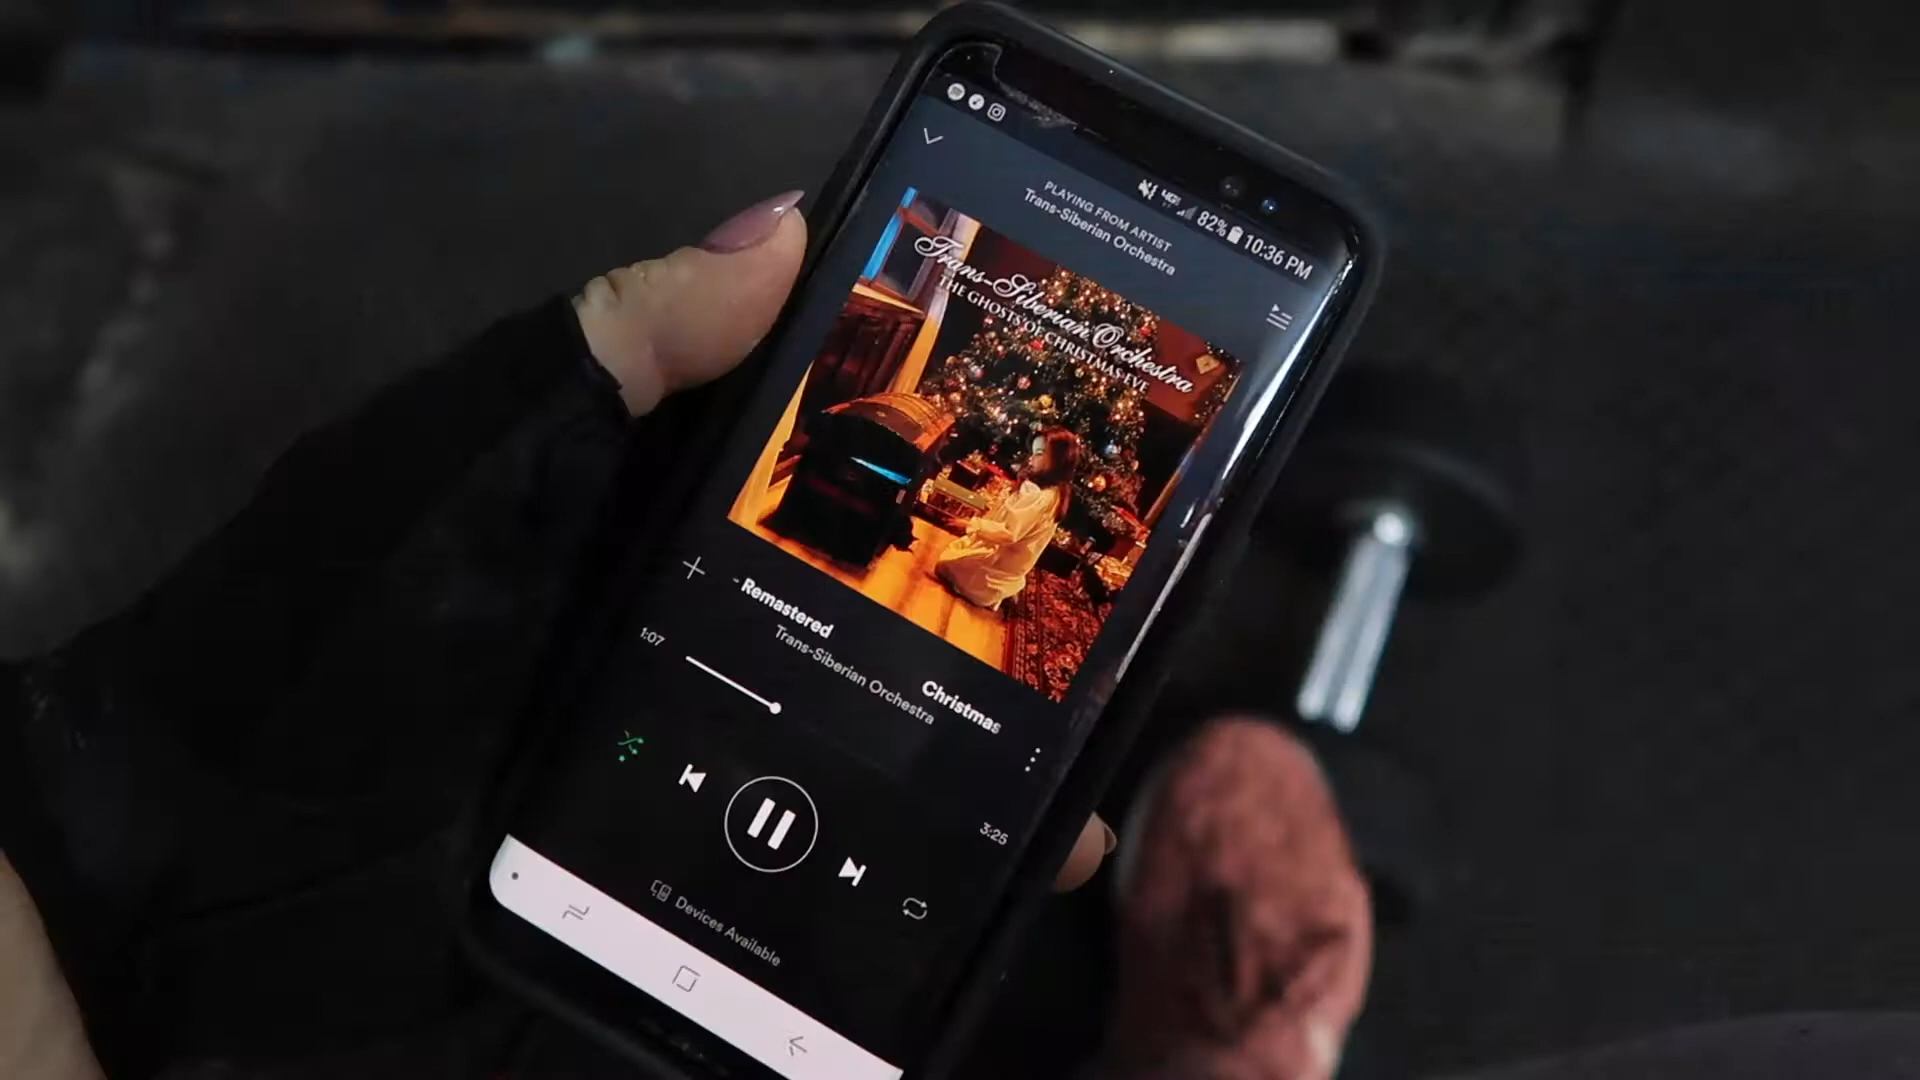 82% 10:36 PM
PLAYING FROM ARTIST
Trans-Siberian Orchestra
Trans-Siberian Orchestra
THE GHOSTS OF CHRISTMAS EVE
- Remastered Christmas
Trans-Siberian Orchestra
1:07
3:25
Devices Available